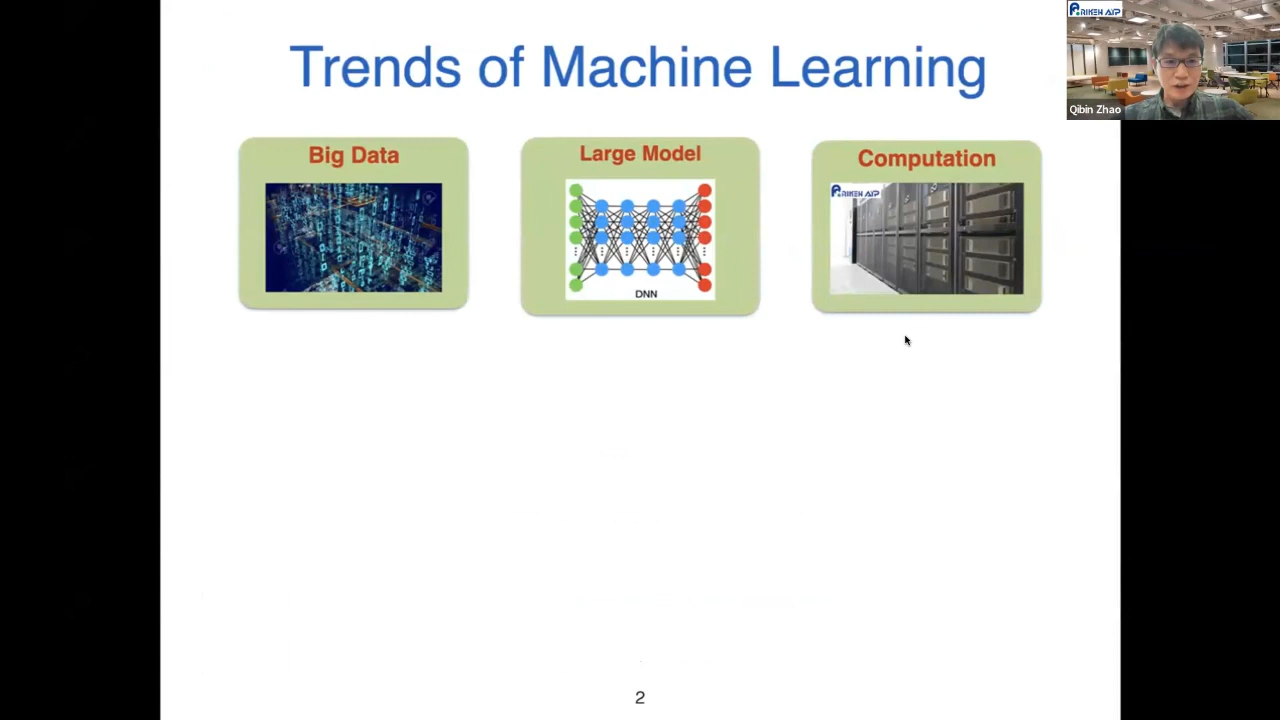 Trends of Machine Learning
RIKEN AIP
Qibin Zhao
Big Data
Large Model
Computation
RIKEN AIP
DNN
2